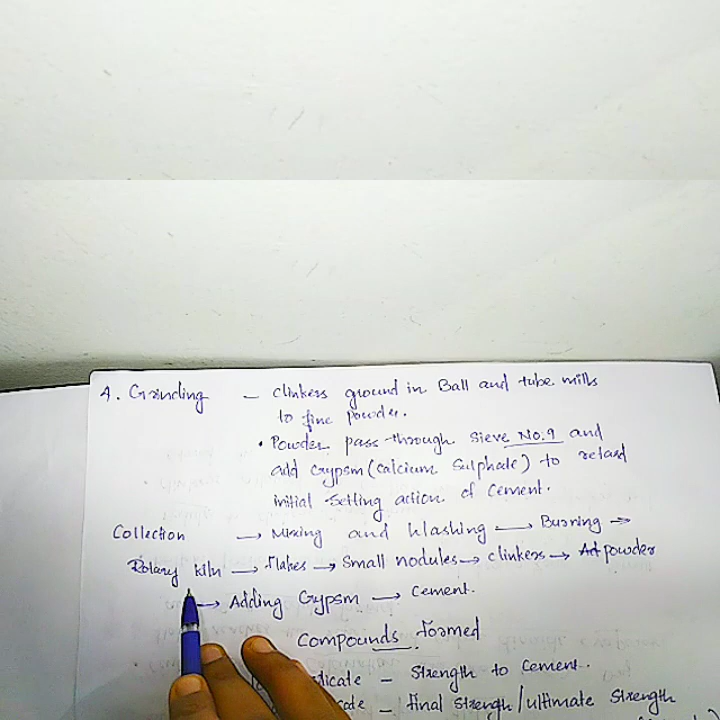 4. Grinding – clinkers ground in Ball and tube mills
to fine powder.
• Powder pass through Sieve No.9 and
add Gypsm (calcium Sulphate) to retard
initial Setting action of Cement.
Collection → Mixing and Washing → Burning →
Rotary kiln → flakes → Small nodules → clinkers → powder
→ Adding Gypsm → Cement.
Compounds formed
– Strength to Cement.
– final Strength/ultimate Strength